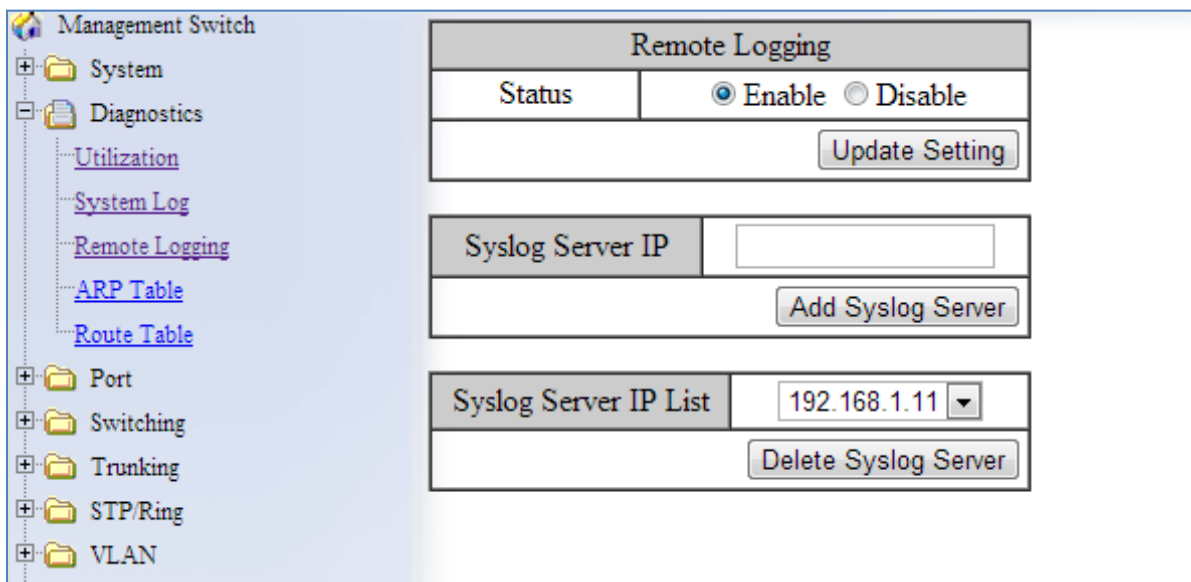 Management Switch
System
Diagnostics
Utilization
System Log
Remote Logging
ARP Table
Route Table
Port
Switching
Trunking
STP/Ring
VLAN
Remote Logging
Status Enable Disable
Update Setting
Syslog Server IP
Add Syslog Server
Syslog Server IP List 192.168.1.11
Delete Syslog Server